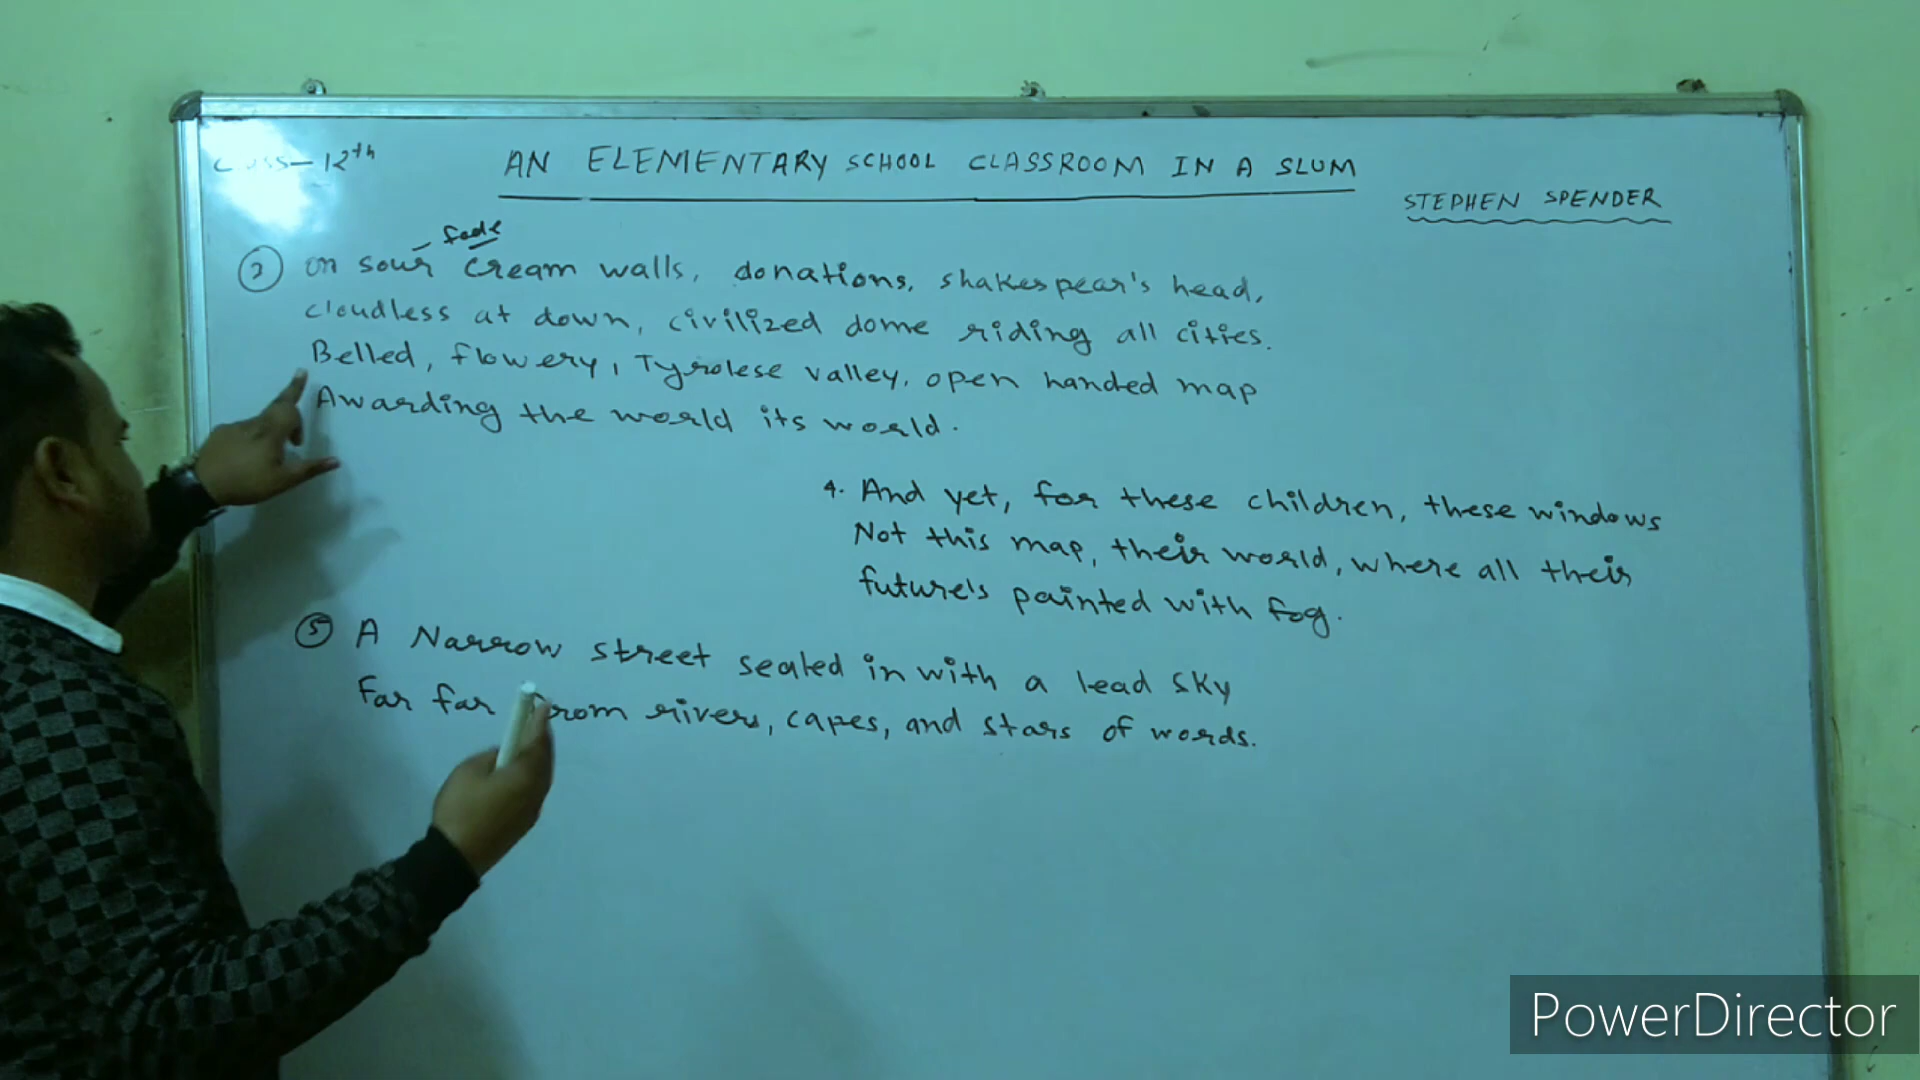 Class-12th
AN ELEMENTARY SCHOOL CLASSROOM IN A SLUM
STEPHEN SPENDER
fade
3 on sour cream walls, donations, shakespear's head,
cloudless at down, civilized dome riding all cities.
Belled, flowery, Tyrolese valley, open handed map
Awarding the world its world.
4. And yet, for these children, these windows
Not this map, their world, where all their
future's painted with fog.
5 A Narrow street sealed in with a lead sky
Far far from rivers, capes, and stars of words.
PowerDirector